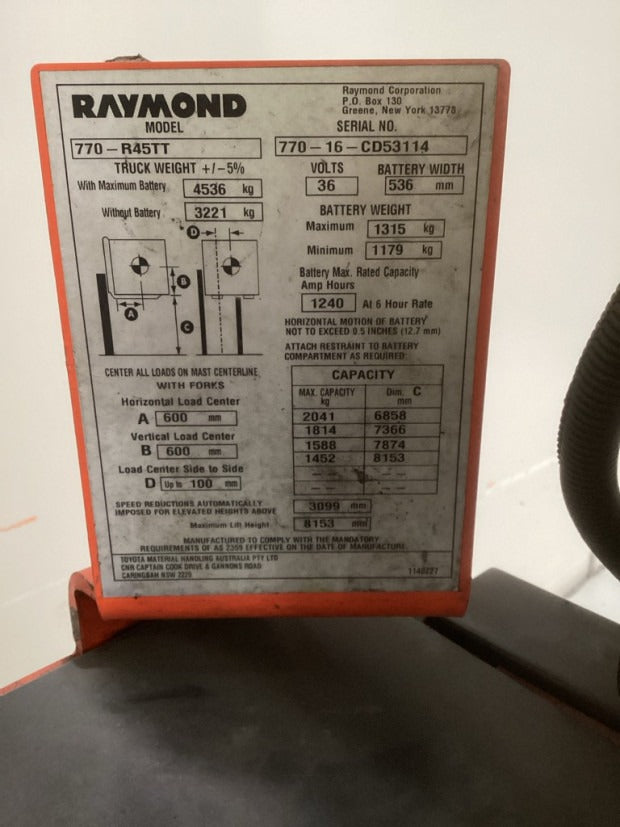 RAYMOND
Raymond Corporation
P.O. Box 130
Greene, New York 13778
MODEL
SERIAL NO.
770-R45TT
770-16-CD53114
TRUCK WEIGHT +/-5%
VOLTS
BATTERY WIDTH
With Maximum Battery 4536 kg
36
536 mm
Without Battery 3221 kg
BATTERY WEIGHT
Maximum 1315 kg
Minimum 1179 kg
D
B
A
C
Battery Max. Rated Capacity
Amp Hours
1240 At 6 Hour Rate
HORIZONTAL MOTION OF BATTERY
NOT TO EXCEED 0.5 INCHES (12.7 mm)
ATTACH RESTRAINT TO BATTERY
COMPARTMENT AS REQUIRED
CENTER ALL LOADS ON MAST CENTERLINE
WITH FORKS
Horizontal Load Center
A 600 mm
Vertical Load Center
B 600 mm
Load Center Side to Side
D Up to 100 mm
CAPACITY
MAX. CAPACITY kg
Dim. C mm
2041 6858
1814 7366
1588 7874
1452 8153
SPEED REDUCTIONS AUTOMATICALLY
IMPOSED FOR ELEVATED HEIGHTS ABOVE 3099 mm
Maximum Lift Height 8153 mm
MANUFACTURED TO COMPLY WITH THE MANDATORY
REQUIREMENTS OF AS 2359 EFFECTIVE ON THE DATE OF MANUFACTURE
TOYOTA MATERIAL HANDLING AUSTRALIA PTY LTD
CNR CAPTAIN COOK DRIVE & GANNONS ROAD
CARINGBAH NSW 2229